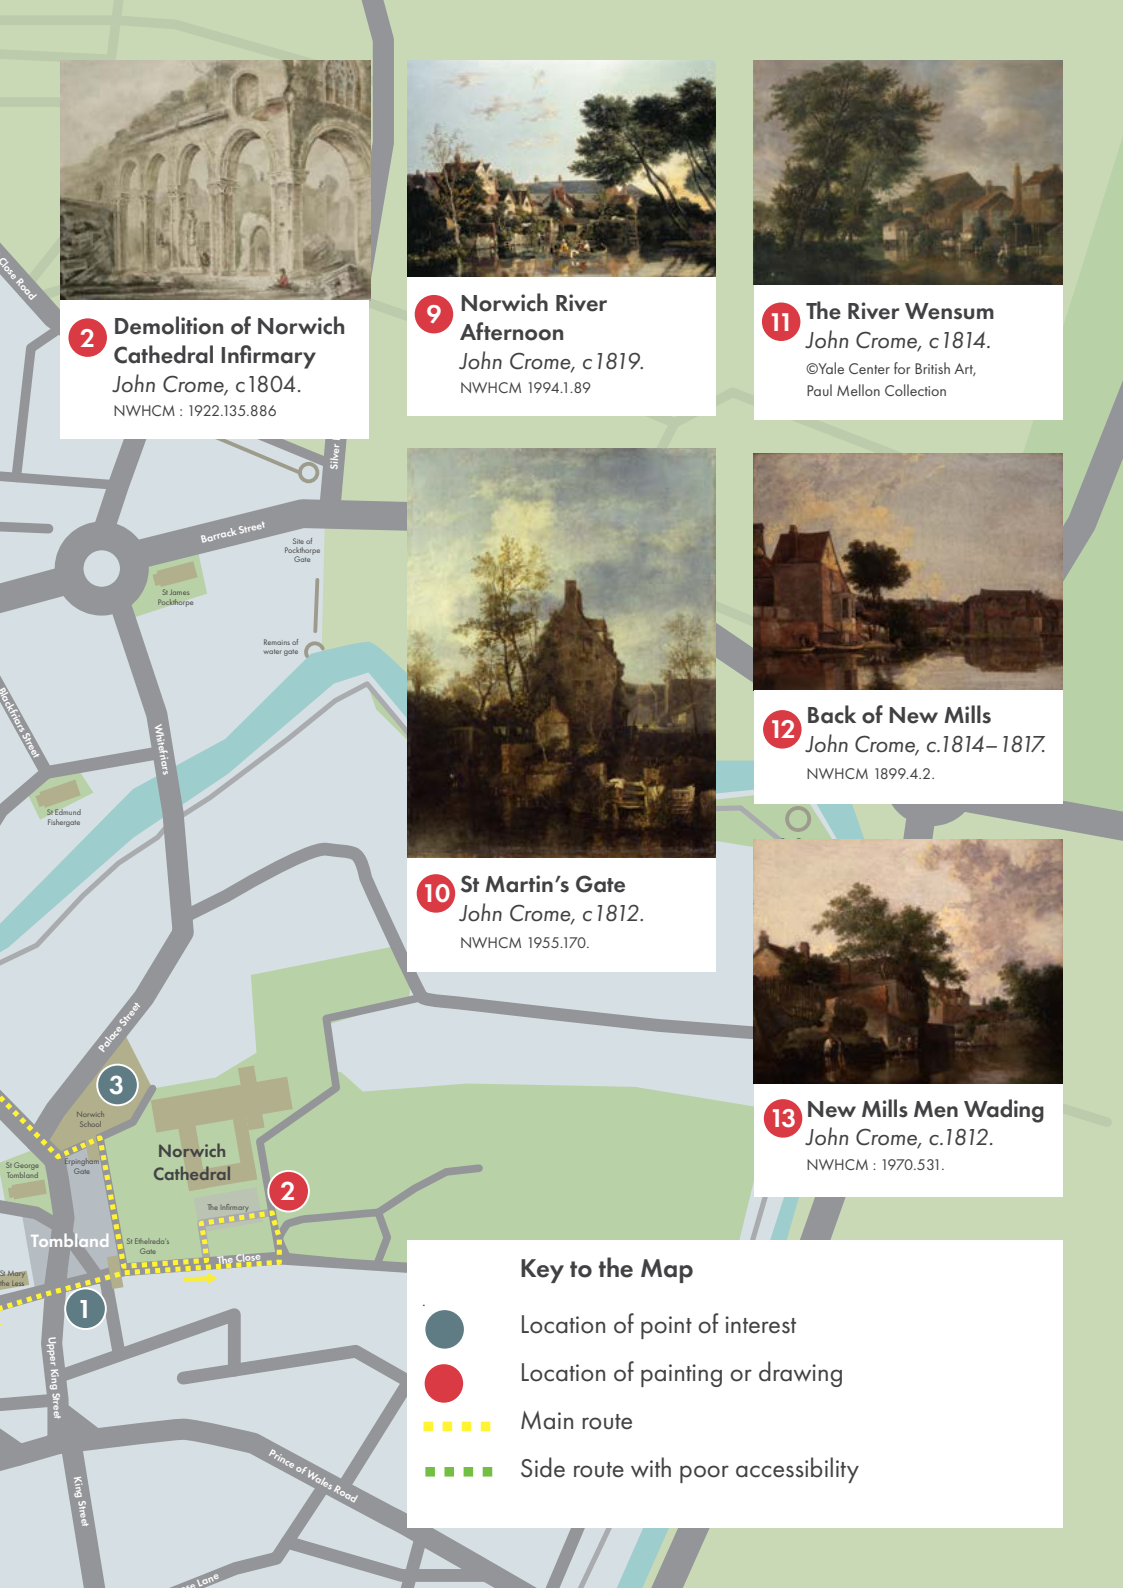 2
Demolition of Norwich
Cathedral Infirmary
John Crome, c1804.
NWHCM : 1922.135.886
9
Norwich River
Afternoon
John Crome, c1819.
NWHCM 1994.1.89
11
The River Wensum
John Crome, c1814.
©Yale Center for British Art,
Paul Mellon Collection
10
St Martin's Gate
John Crome, c1812.
NWHCM 1955.170.
12
Back of New Mills
John Crome, c.1814–1817.
NWHCM 1899.4.2.
13
New Mills Men Wading
John Crome, c.1812.
NWHCM : 1970.531.
Close Road
Silver
Barrack Street
Site of
Pockthorpe
Gate
St James
Pockthorpe
Remains of
water gate
Blackfriars Street
Whitefriars
St Edmund
Fishergate
Palace Street
3
Norwich
School
Erpingham
Gate
St George
Tombland
Norwich
Cathedral
2
The Infirmary
Tombland
St Ethelreda's
Gate
The Close
St Mary
the Less
1
Upper King Street
King Street
Prince of Wales Road
Lane
Key to the Map
Location of point of interest
Location of painting or drawing
Main route
Side route with poor accessibility